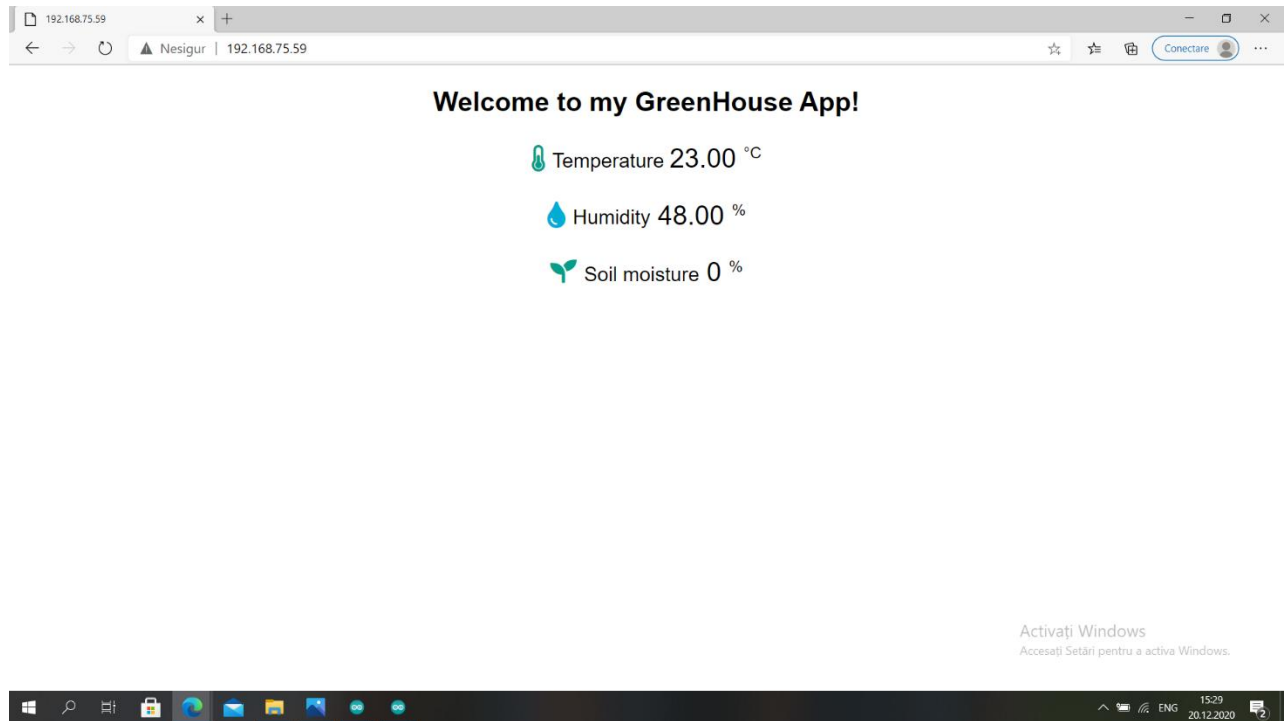 192.168.75.59
Nesigur | 192.168.75.59
Conectare
Welcome to my GreenHouse App!
Temperature 23.00 °C
Humidity 48.00 %
Soil moisture 0 %
Activați Windows
Accesați Setări pentru a activa Windows.
ENG
15:29
20.12.2020
2